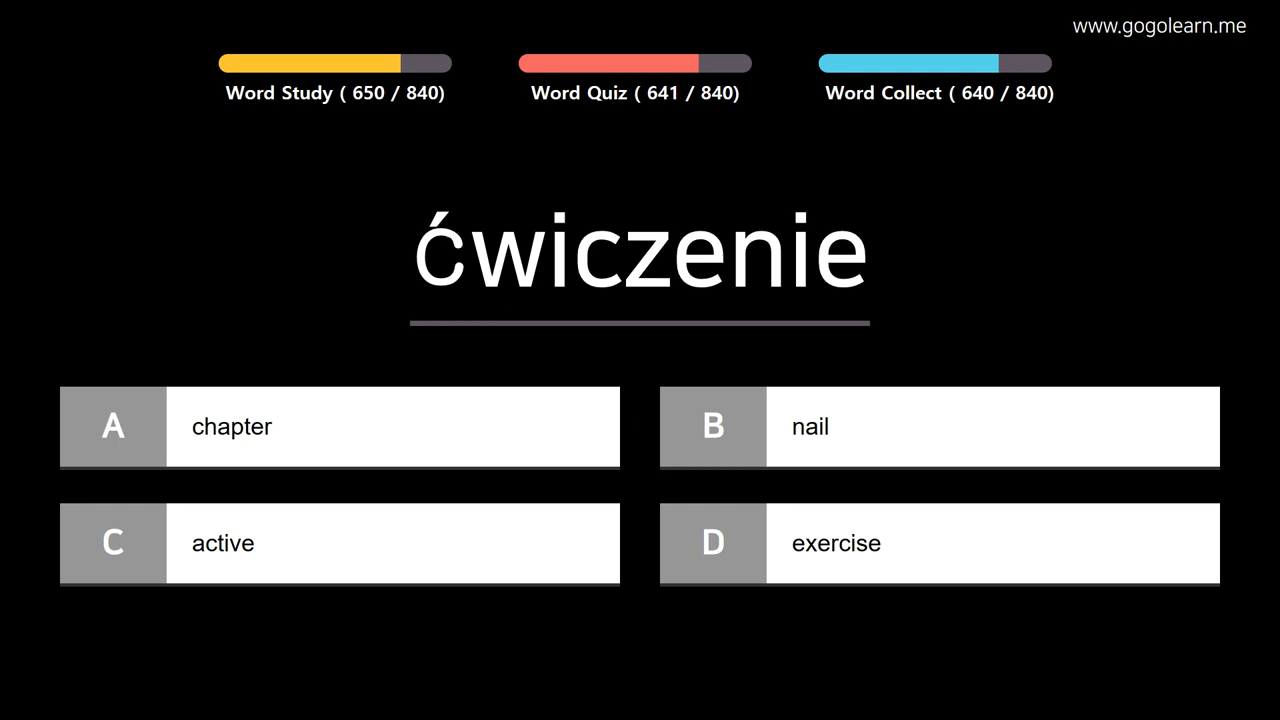 www.gogolearn.me
Word Study ( 650 / 840)
Word Quiz ( 641 / 840)
Word Collect ( 640 / 840)
ćwiczenie
A chapter
B nail
C active
D exercise